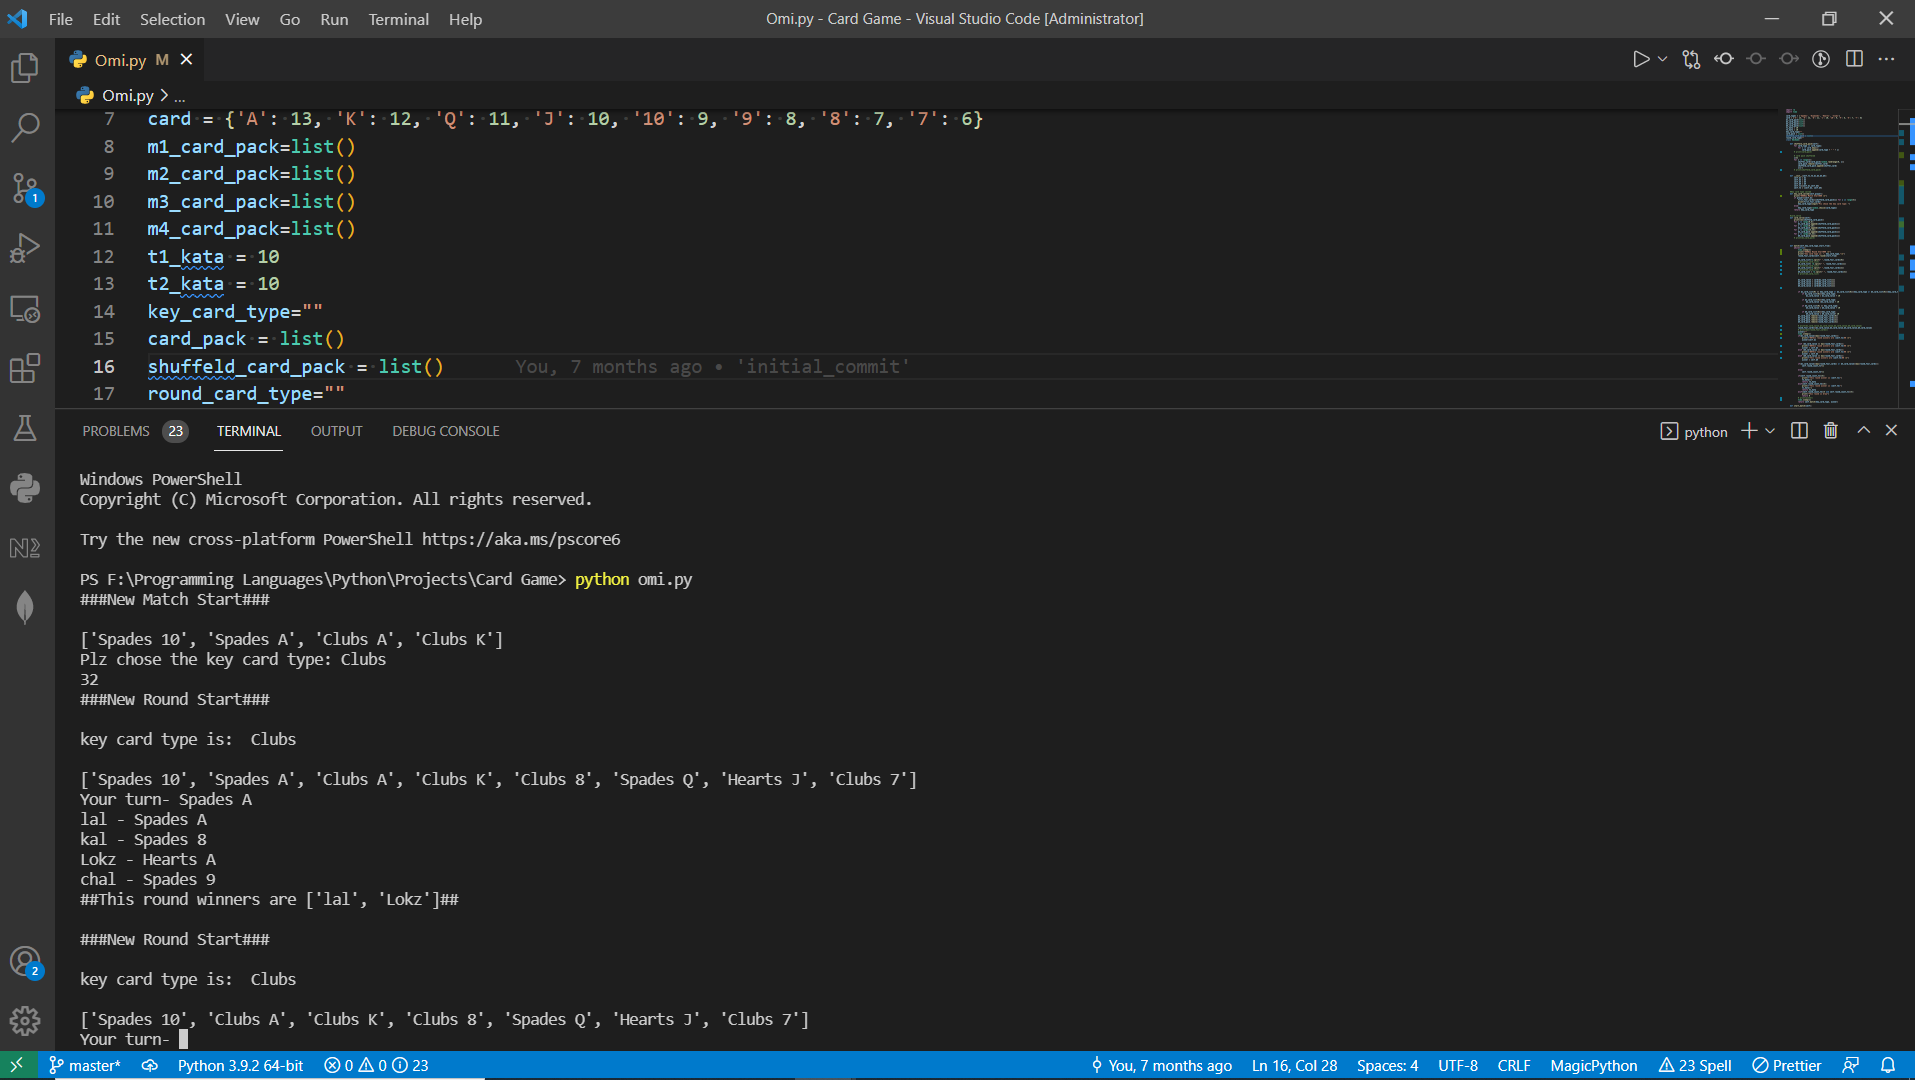 File Edit Selection View Go Run Terminal Help
Omi.py - Card Game - Visual Studio Code [Administrator]
Omi.py M
Omi.py > ...
7 card = {'A': 13, 'K': 12, 'Q': 11, 'J': 10, '10': 9, '9': 8, '8': 7, '7': 6}
8 m1_card_pack=list()
9 m2_card_pack=list()
10 m3_card_pack=list()
11 m4_card_pack=list()
12 t1_kata = 10
13 t2_kata = 10
14 key_card_type=""
15 card_pack = list()
16 shuffeld_card_pack = list() You, 7 months ago • 'initial_commit'
17 round_card_type=""
PROBLEMS 23 TERMINAL OUTPUT DEBUG CONSOLE
python
Windows PowerShell
Copyright (C) Microsoft Corporation. All rights reserved.
Try the new cross-platform PowerShell https://aka.ms/pscore6
PS F:\Programming Languages\Python\Projects\Card Game> python omi.py
###New Match Start###
['Spades 10', 'Spades A', 'Clubs A', 'Clubs K']
Plz chose the key card type: Clubs
32
###New Round Start###
key card type is:  Clubs
['Spades 10', 'Spades A', 'Clubs A', 'Clubs K', 'Clubs 8', 'Spades Q', 'Hearts J', 'Clubs 7']
Your turn- Spades A
lal - Spades A
kal - Spades 8
Lokz - Hearts A
chal - Spades 9
##This round winners are ['lal', 'Lokz']##
###New Round Start###
key card type is:  Clubs
['Spades 10', 'Clubs A', 'Clubs K', 'Clubs 8', 'Spades Q', 'Hearts J', 'Clubs 7']
Your turn-
1
2
master* Python 3.9.2 64-bit 0 0 23 You, 7 months ago Ln 16, Col 28 Spaces: 4 UTF-8 CRLF MagicPython 23 Spell Prettier